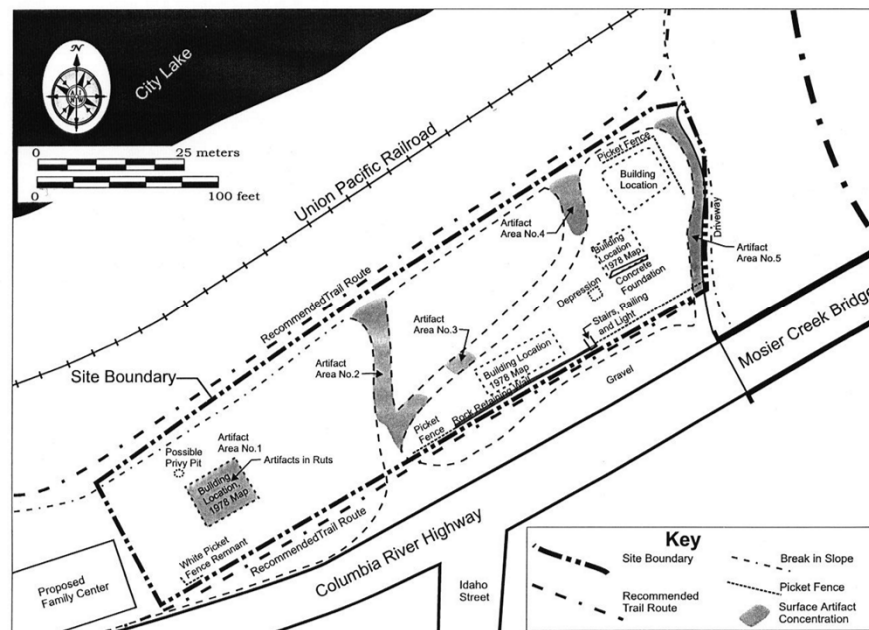 N
City Lake
0
25 meters
0
100 feet
Union Pacific Railroad
RecommendedTrail Route
Site Boundary
Picket Fence
Building
Location
Artifact
Area No.4
Building
Location
1978 Map
Concrete
Foundation
Depression
Driveway
Artifact
Area No.5
Stairs, Railing
and Light
Artifact
Area No.3
Artifact
Area No.2
Building Location
1978 Map
Rock Retaining Wall
Picket
Fence
Gravel
Mosier Creek Bridge
Possible
Privy Pit
Artifact
Area No.1
Artifacts in Ruts
Building
Location,
1978 Map
White Picket
Fence Remnant
RecommendedTrail Route
Columbia River Highway
Proposed
Family Center
Idaho
Street
Key
Site Boundary
Break in Slope
Recommended
Trail Route
Picket Fence
Surface Artifact
Concentration